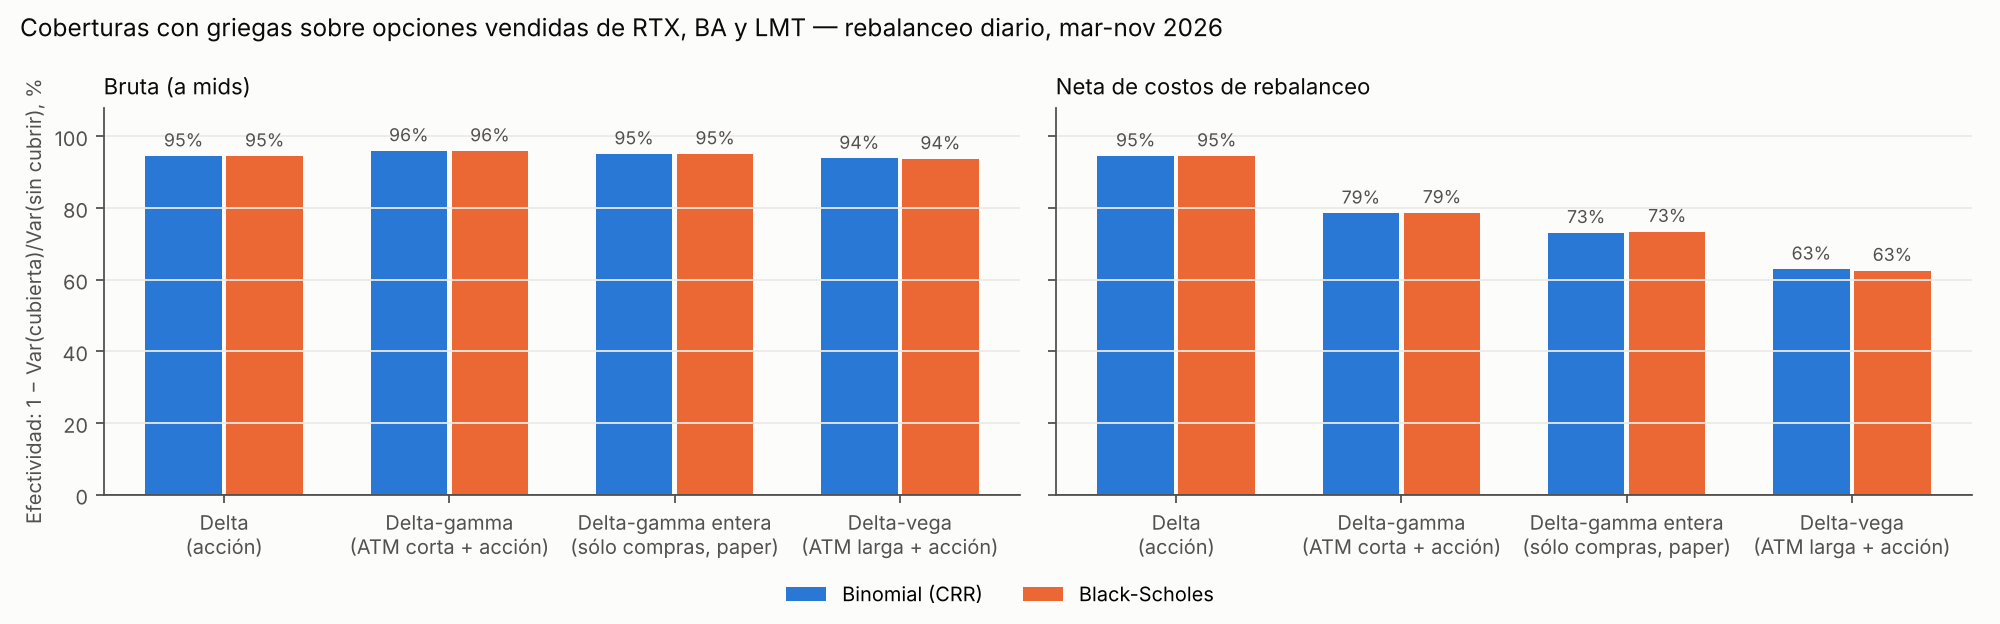 Coberturas con griegas sobre opciones vendidas de RTX, BA y LMT — rebalanceo diario, mar-nov 2026
Efectividad: 1 − Var(cubierta)/Var(sin cubrir), %
Bruta (a mids)
100
80
60
40
20
0
95% 95% 96% 96% 95% 95% 94% 94%
Delta
(acción)
Delta-gamma
(ATM corta + acción)
Delta-gamma entera
(sólo compras, paper)
Delta-vega
(ATM larga + acción)
Neta de costos de rebalanceo
95% 95% 79% 79% 73% 73% 63% 63%
Delta
(acción)
Delta-gamma
(ATM corta + acción)
Delta-gamma entera
(sólo compras, paper)
Delta-vega
(ATM larga + acción)
Binomial (CRR)
Black-Scholes